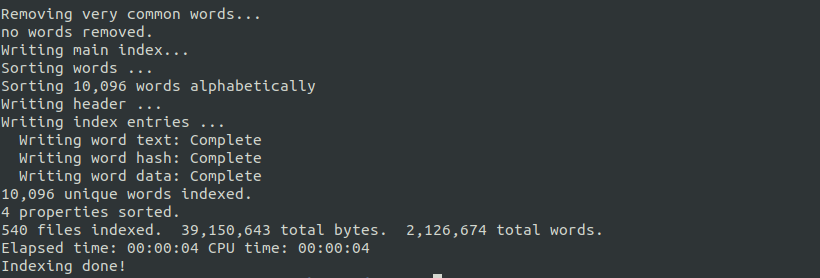 Removing very common words...
no words removed.
Writing main index...
Sorting words ...
Sorting 10,096 words alphabetically
Writing header ...
Writing index entries ...
  Writing word text: Complete
  Writing word hash: Complete
  Writing word data: Complete
10,096 unique words indexed.
4 properties sorted.
540 files indexed.  39,150,643 total bytes.  2,126,674 total words.
Elapsed time: 00:00:04 CPU time: 00:00:04
Indexing done!